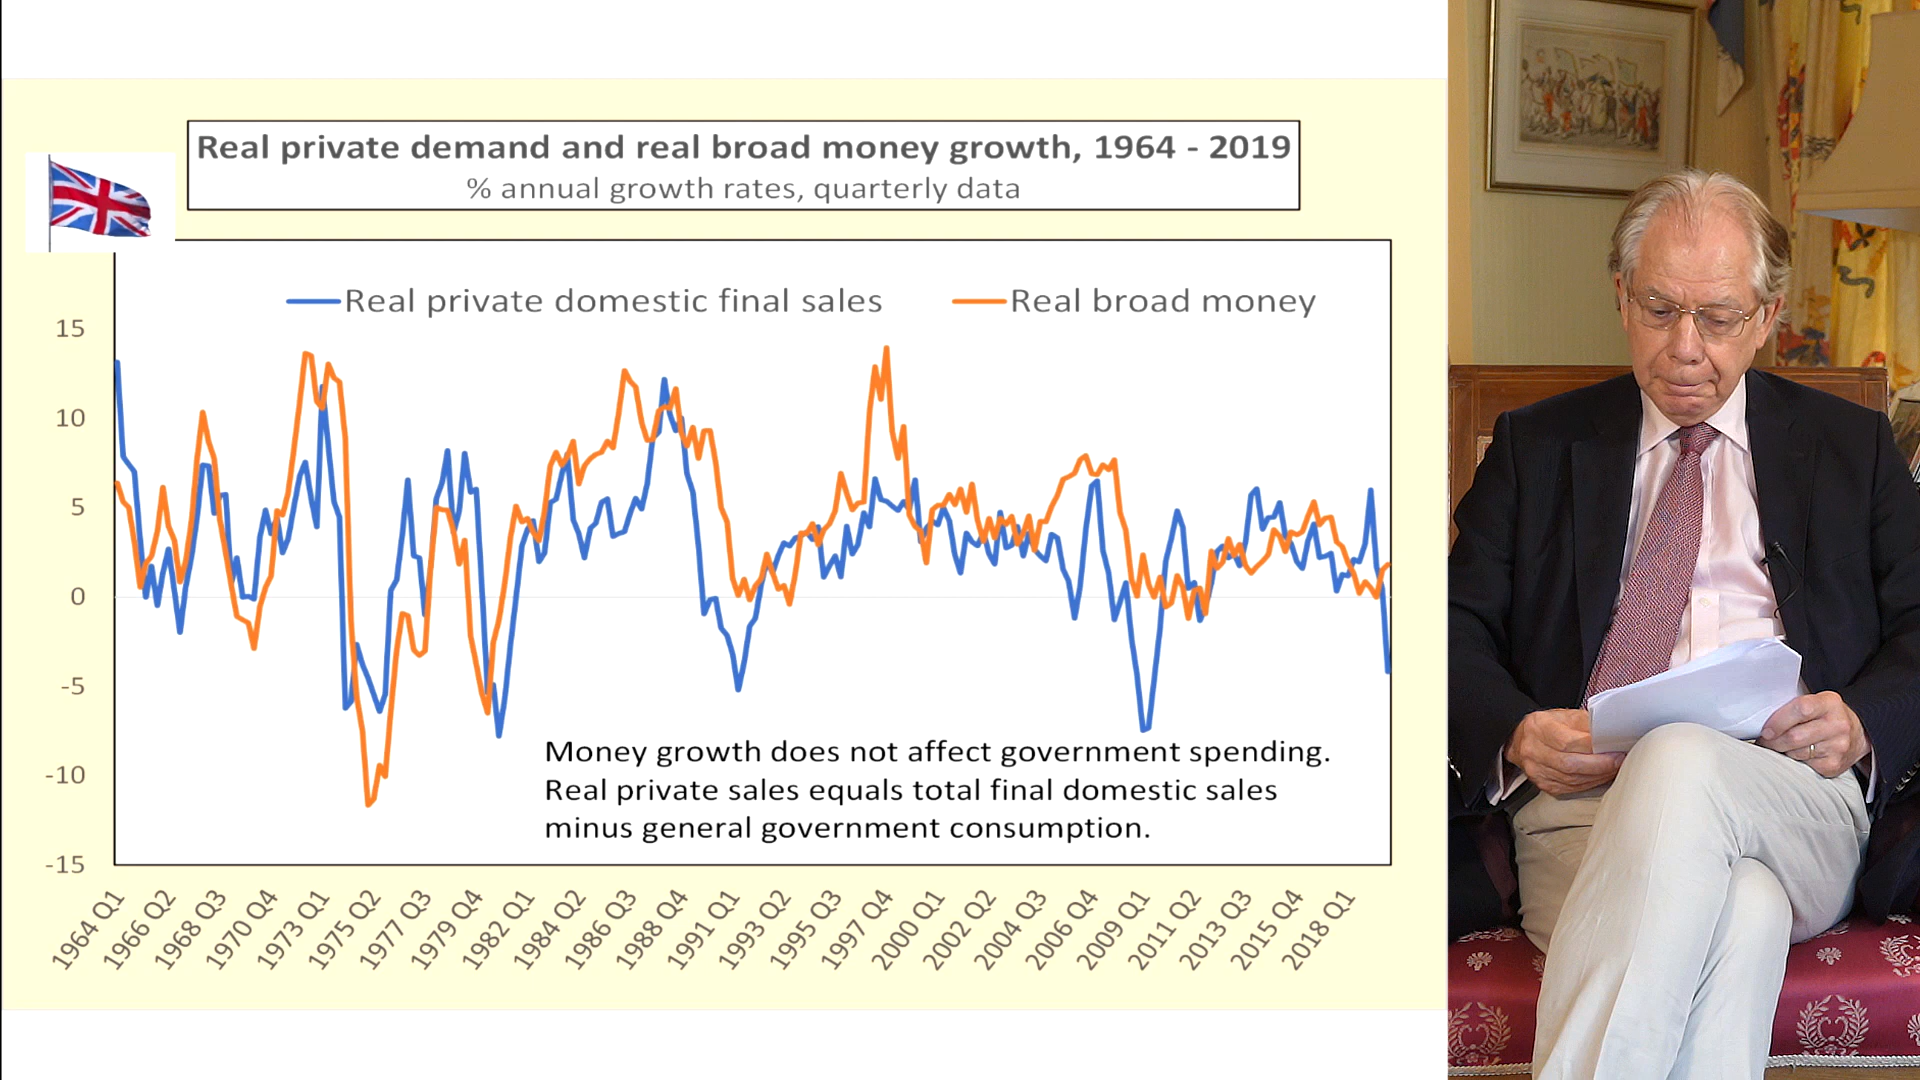 Real private demand and real broad money growth, 1964 - 2019
% annual growth rates, quarterly data
Real private domestic final sales
Real broad money
15
10
5
0
-5
-10
-15
Money growth does not affect government spending.
Real private sales equals total final domestic sales
minus general government consumption.
1964 Q1
1966 Q2
1968 Q3
1970 Q4
1973 Q1
1975 Q2
1977 Q3
1979 Q4
1982 Q1
1984 Q2
1986 Q3
1988 Q4
1991 Q1
1993 Q2
1995 Q3
1997 Q4
2000 Q1
2002 Q2
2004 Q3
2006 Q4
2009 Q1
2011 Q2
2013 Q3
2015 Q4
2018 Q1